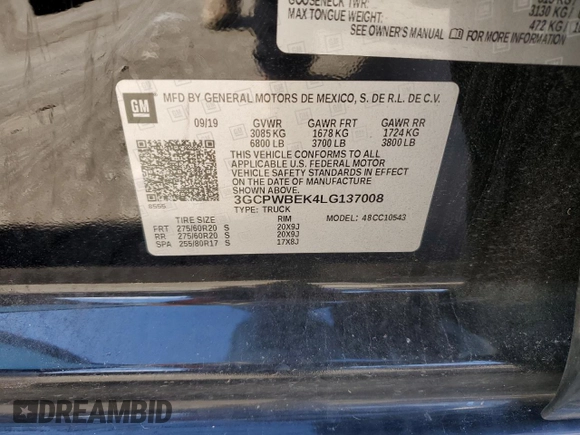 GOOSENECK TWR:
MAX TONGUE WEIGHT: 3130 KG /
472 KG /
SEE OWNER'S MANUAL FOR MORE INFORMATION
GM
MFD BY GENERAL MOTORS DE MEXICO, S. DE R.L. DE C.V.
09/19 GVWR GAWR FRT GAWR RR
3085 KG 1678 KG 1724 KG
6800 LB 3700 LB 3800 LB
THIS VEHICLE CONFORMS TO ALL
APPLICABLE U.S. FEDERAL MOTOR
VEHICLE SAFETY AND THEFT
PREVENTION STANDARDS IN EFFECT
ON THE DATE OF MANUFACTURE
SHOWN ABOVE.
3GCPWBEK4LG137008
TYPE: TRUCK
MODEL: 48CC10543
TIRE SIZE RIM
FRT 275/60R20 S 20X9J
RR 275/60R20 S 20X9J
SPA 255/80R17 S 17X8J
DREAMBID